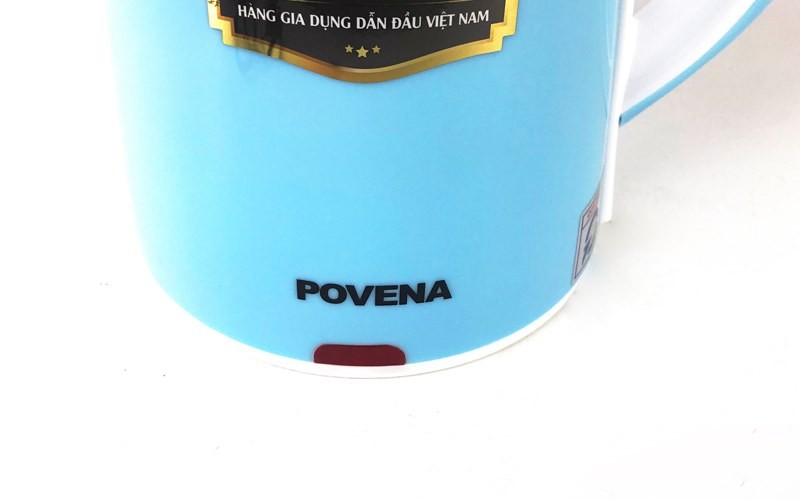 HÀNG GIA DỤNG DẪN ĐẦU VIỆT NAM
POVENA